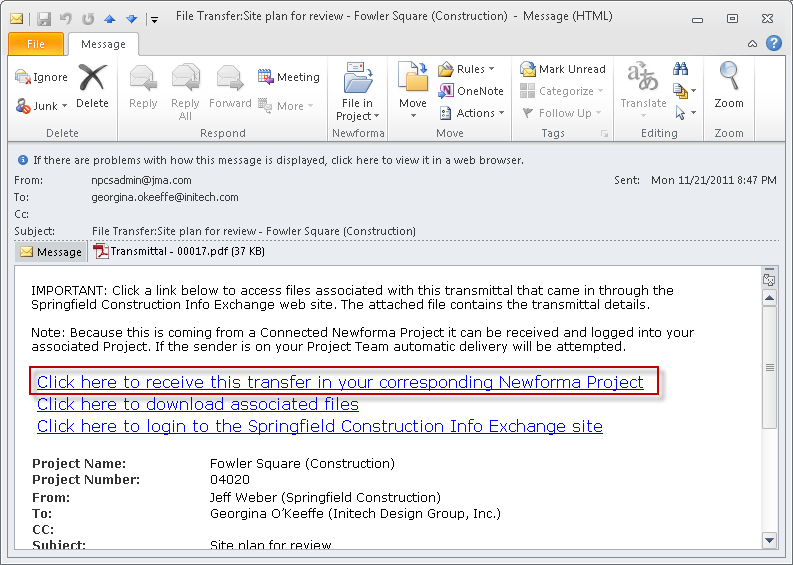 File Transfer:Site plan for review - Fowler Square (Construction) - Message (HTML)
File Message
Ignore Meeting Rules Mark Unread
OneNote Categorize
Junk Delete Reply Reply All Forward More File in Project Move Actions Follow Up Translate Zoom
Delete Respond Newforma Move Tags Editing Zoom
If there are problems with how this message is displayed, click here to view it in a web browser.
From: npcsadmin@jma.com Sent: Mon 11/21/2011 8:47 PM
To: georgina.okeeffe@initech.com
Cc:
Subject: File Transfer:Site plan for review - Fowler Square (Construction)
Message Transmittal - 00017.pdf (37 KB)
IMPORTANT: Click a link below to access files associated with this transmittal that came in through the
Springfield Construction Info Exchange web site. The attached file contains the transmittal details.
Note: Because this is coming from a Connected Newforma Project it can be received and logged into your
associated Project. If the sender is on your Project Team automatic delivery will be attempted.
Click here to receive this transfer in your corresponding Newforma Project
Click here to download associated files
Click here to login to the Springfield Construction Info Exchange site
Project Name: Fowler Square (Construction)
Project Number: 04020
From: Jeff Weber (Springfield Construction)
To: Georgina O'Keeffe (Initech Design Group, Inc.)
CC:
Subject: Site plan for review